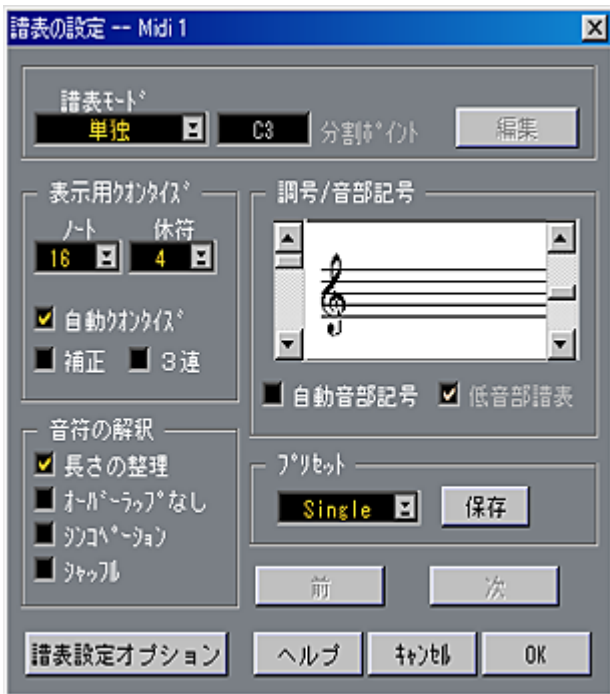 譜表の設定 -- Midi 1
譜表ﾓｰﾄﾞ
単独 C3 分割ﾎﾟｲﾝﾄ 編集
表示用ｸｵﾝﾀｲｽﾞ
ﾉｰﾄ 休符
16 4
自動ｸｵﾝﾀｲｽﾞ
補正 3連
調号/音部記号
自動音部記号 低音部譜表
音符の解釈
長さの整理
ｵｰﾊﾞｰﾗｯﾌﾟなし
ｼﾝｺﾍﾟｰｼｮﾝ
ｼｬｯﾌﾙ
ﾌﾟﾘｾｯﾄ
Single 保存
前 次
譜表設定オプション ヘルプ ｷｬﾝｾﾙ OK